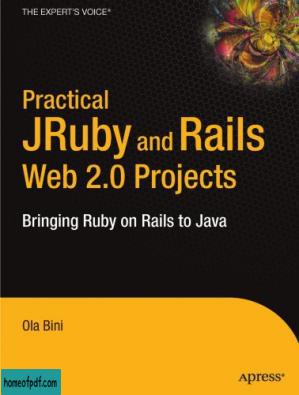 THE EXPERT'S VOICE®
Practical
JRuby and Rails
Web 2.0 Projects
Bringing Ruby on Rails to Java
Ola Bini
homeofpdf.com
Apress®